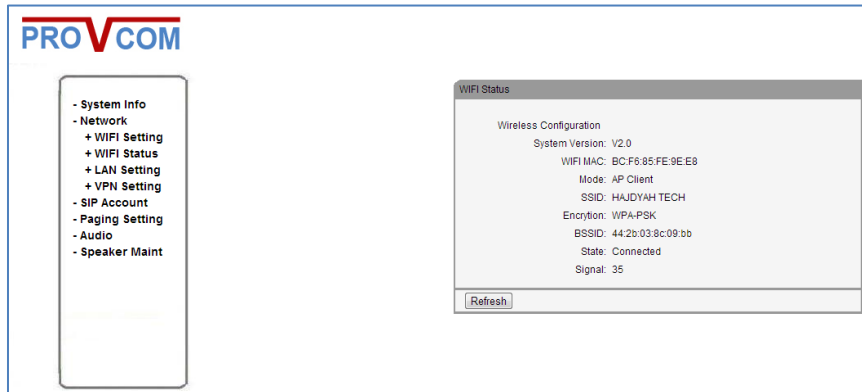 PROVCOM
- System Info
- Network
+ WIFI Setting
+ WIFI Status
+ LAN Setting
+ VPN Setting
- SIP Account
- Paging Setting
- Audio
- Speaker Maint
WIFI Status
Wireless Configuration
System Version: V2.0
WIFI MAC: BC:F6:85:FE:9E:E8
Mode: AP Client
SSID: HAJDYAH TECH
Encrytion: WPA-PSK
BSSID: 44:2b:03:8c:09:bb
State: Connected
Signal: 35
Refresh